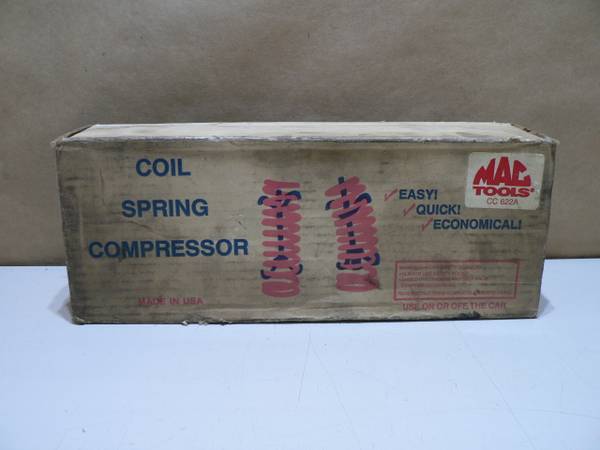 COIL
SPRING
COMPRESSOR
MADE IN USA
EASY!
QUICK!
ECONOMICAL!
MAC
TOOLS®
CC 622A
USE ON OR OFF THE CAR